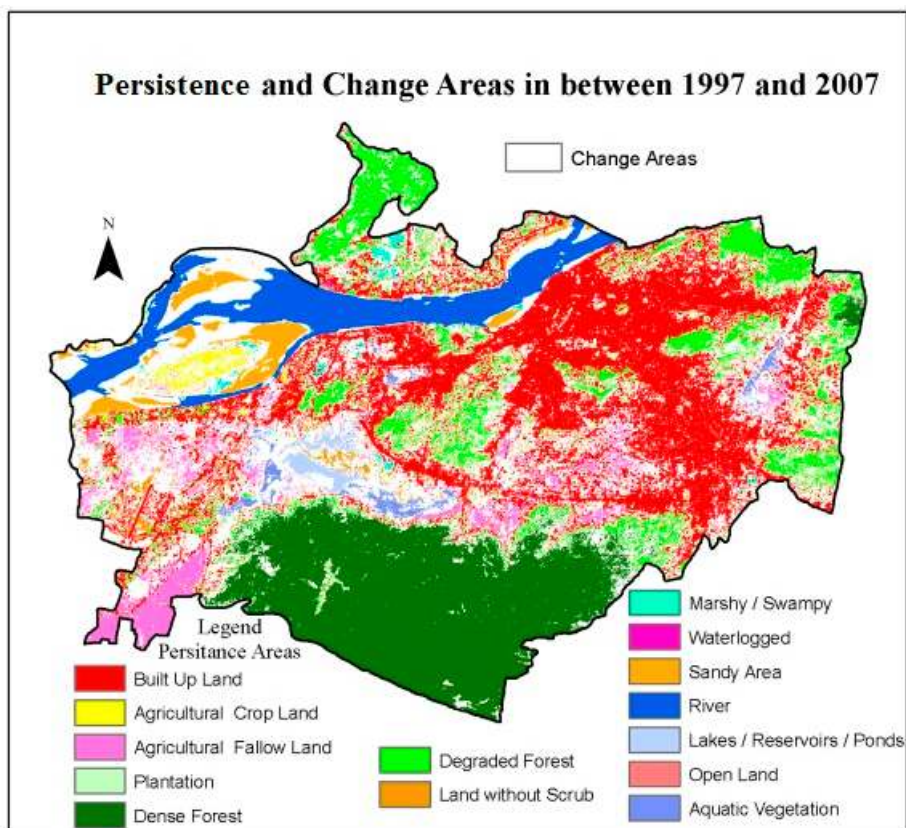 Persistence and Change Areas in between 1997 and 2007
Change Areas
N
Legend
Persitance Areas
Built Up Land
Agricultural Crop Land
Agricultural Fallow Land
Plantation
Dense Forest
Degraded Forest
Land without Scrub
Marshy / Swampy
Waterlogged
Sandy Area
River
Lakes / Reservoirs / Ponds
Open Land
Aquatic Vegetation